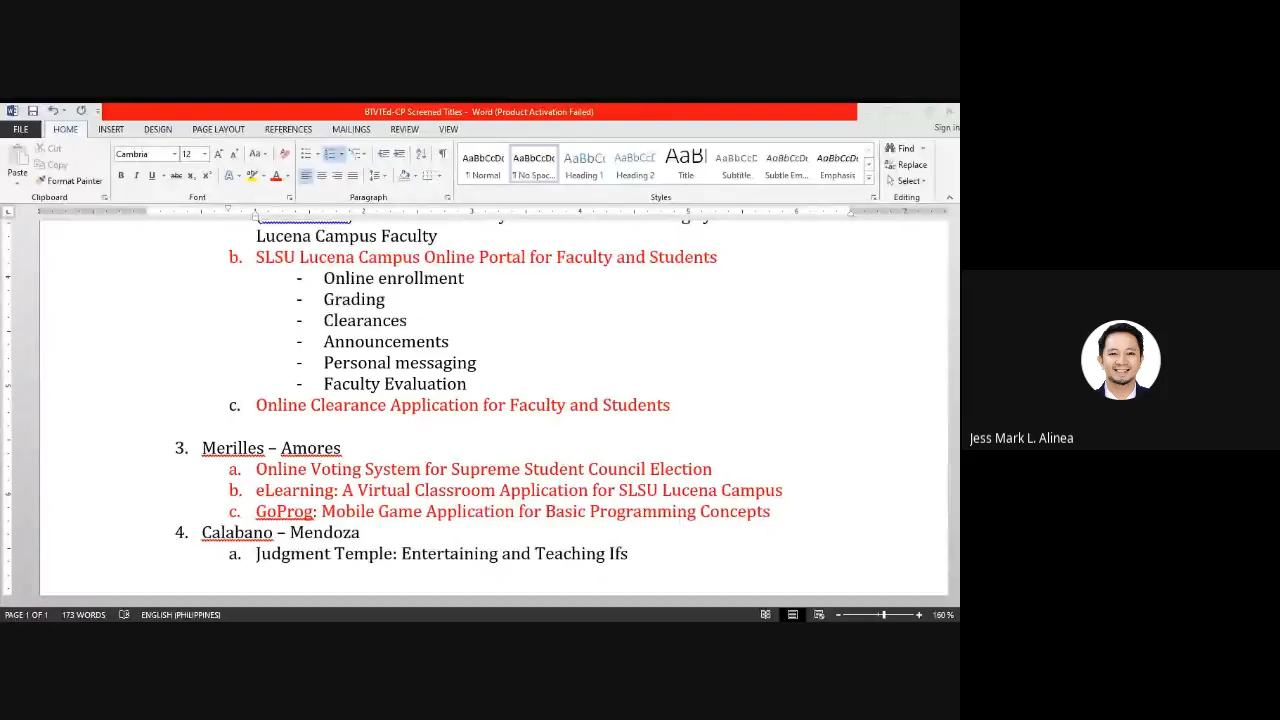 BTVTEd-CP Screened Titles - Word (Product Activation Failed)
FILE HOME INSERT DESIGN PAGE LAYOUT REFERENCES MAILINGS REVIEW VIEW Sign in
Paste Cut Copy Format Painter
Cambria 12
AaBbCcDc AaBbCcDc AaBbCc AaBbCcD AaBl AaBbCcD AaBbCcDc AaBbCcDc
¶ Normal ¶ No Spac... Heading 1 Heading 2 Title Subtitle Subtle Em... Emphasis
Find Replace Select
Clipboard Font Paragraph Styles Editing
Lucena Campus Faculty
b. SLSU Lucena Campus Online Portal for Faculty and Students
- Online enrollment
- Grading
- Clearances
- Announcements
- Personal messaging
- Faculty Evaluation
c. Online Clearance Application for Faculty and Students
3. Merilles – Amores
a. Online Voting System for Supreme Student Council Election
b. eLearning: A Virtual Classroom Application for SLSU Lucena Campus
c. GoProg: Mobile Game Application for Basic Programming Concepts
4. Calabano – Mendoza
a. Judgment Temple: Entertaining and Teaching Ifs
PAGE 1 OF 1 173 WORDS ENGLISH (PHILIPPINES) 160 %
Jess Mark L. Alinea